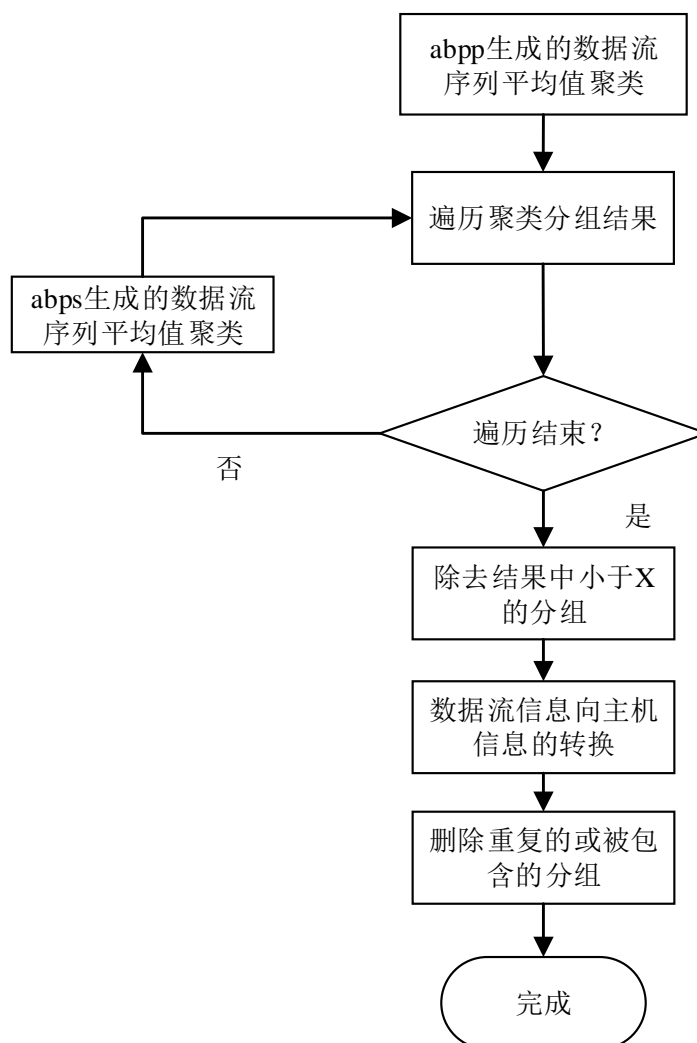 abpp生成的数据流
序列平均值聚类
遍历聚类分组结果
abps生成的数据流
序列平均值聚类
遍历结束？
否
是
除去结果中小于X
的分组
数据流信息向主机
信息的转换
删除重复的或被包
含的分组
完成